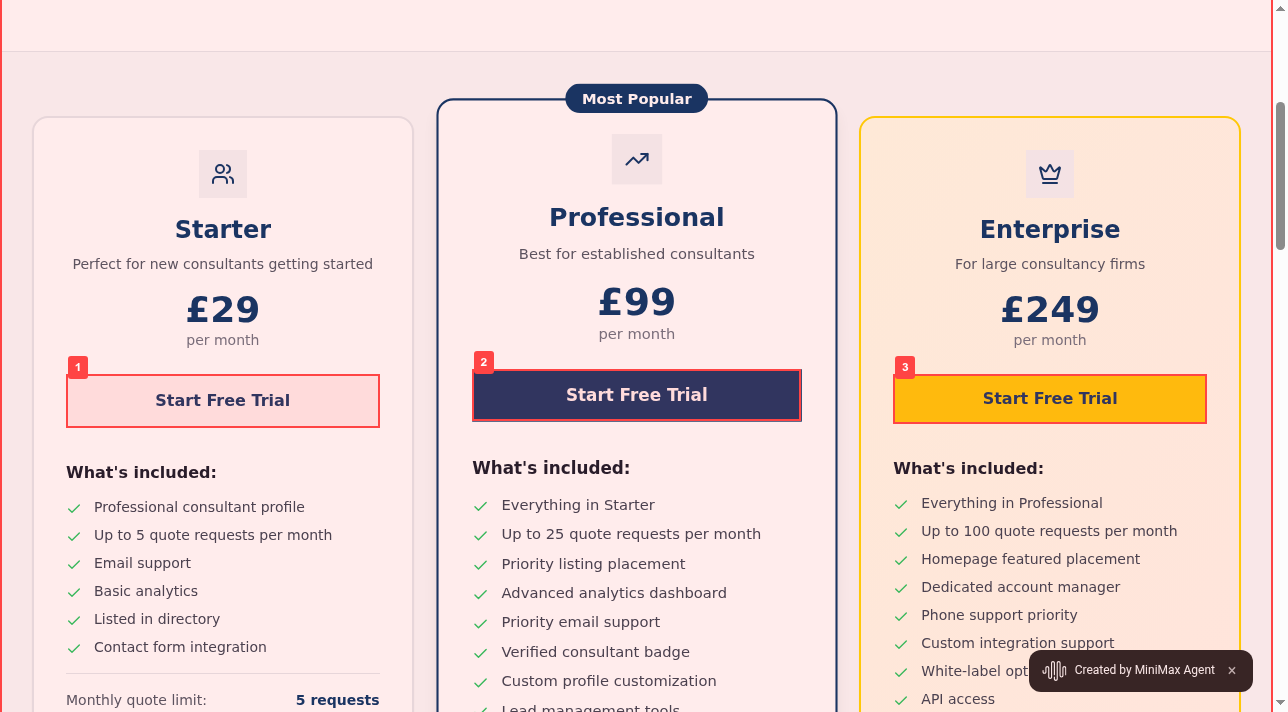 Most Popular
Starter
Perfect for new consultants getting started
£29
per month
1
Start Free Trial
What's included:
Professional consultant profile
Up to 5 quote requests per month
Email support
Basic analytics
Listed in directory
Contact form integration
Monthly quote limit: 5 requests
Professional
Best for established consultants
£99
per month
2
Start Free Trial
What's included:
Everything in Starter
Up to 25 quote requests per month
Priority listing placement
Advanced analytics dashboard
Priority email support
Verified consultant badge
Custom profile customization
Lead management tools
Enterprise
For large consultancy firms
£249
per month
3
Start Free Trial
What's included:
Everything in Professional
Up to 100 quote requests per month
Homepage featured placement
Dedicated account manager
Phone support priority
Custom integration support
White-label
API access
Created by MiniMax Agent